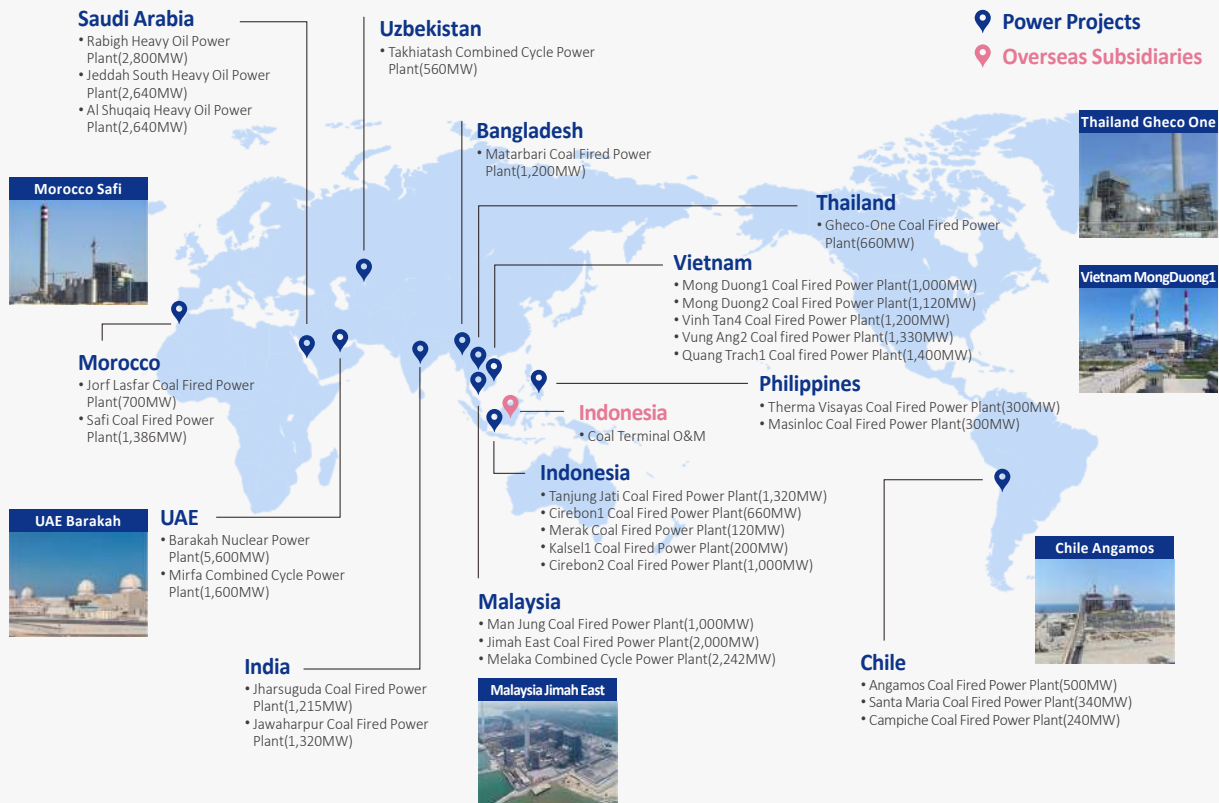 Saudi Arabia
• Rabigh Heavy Oil Power
Plant(2,800MW)
• Jeddah South Heavy Oil Power
Plant(2,640MW)
• Al Shuqaiq Heavy Oil Power
Plant(2,640MW)
Uzbekistan
• Takhiatash Combined Cycle Power
Plant(560MW)
Power Projects
Overseas Subsidiaries
Bangladesh
• Matarbari Coal Fired Power
Plant(1,200MW)
Thailand Gheco One
Morocco Safi
Thailand
• Gheco-One Coal Fired Power
Plant(660MW)
Vietnam
• Mong Duong1 Coal Fired Power Plant(1,000MW)
• Mong Duong2 Coal Fired Power Plant(1,120MW)
• Vinh Tan4 Coal Fired Power Plant(1,200MW)
• Vung Ang2 Coal fired Power Plant(1,330MW)
• Quang Trach1 Coal fired Power Plant(1,400MW)
Vietnam MongDuong1
Morocco
• Jorf Lasfar Coal Fired Power
Plant(700MW)
• Safi Coal Fired Power
Plant(1,386MW)
Philippines
• Therma Visayas Coal Fired Power Plant(300MW)
• Masinloc Coal Fired Power Plant(300MW)
Indonesia
• Coal Terminal O&M
Indonesia
• Tanjung Jati Coal Fired Power Plant(1,320MW)
• Cirebon1 Coal Fired Power Plant(660MW)
• Merak Coal Fired Power Plant(120MW)
• Kalsel1 Coal Fired Power Plant(200MW)
• Cirebon2 Coal Fired Power Plant(1,000MW)
UAE Barakah
UAE
• Barakah Nuclear Power
Plant(5,600MW)
• Mirfa Combined Cycle Power
Plant(1,600MW)
Chile Angamos
Malaysia
• Man Jung Coal Fired Power Plant(1,000MW)
• Jimah East Coal Fired Power Plant(2,000MW)
• Melaka Combined Cycle Power Plant(2,242MW)
India
• Jharsuguda Coal Fired Power
Plant(1,215MW)
• Jawaharpur Coal Fired Power
Plant(1,320MW)
Malaysia Jimah East
Chile
• Angamos Coal Fired Power Plant(500MW)
• Santa Maria Coal Fired Power Plant(340MW)
• Campiche Coal Fired Power Plant(240MW)